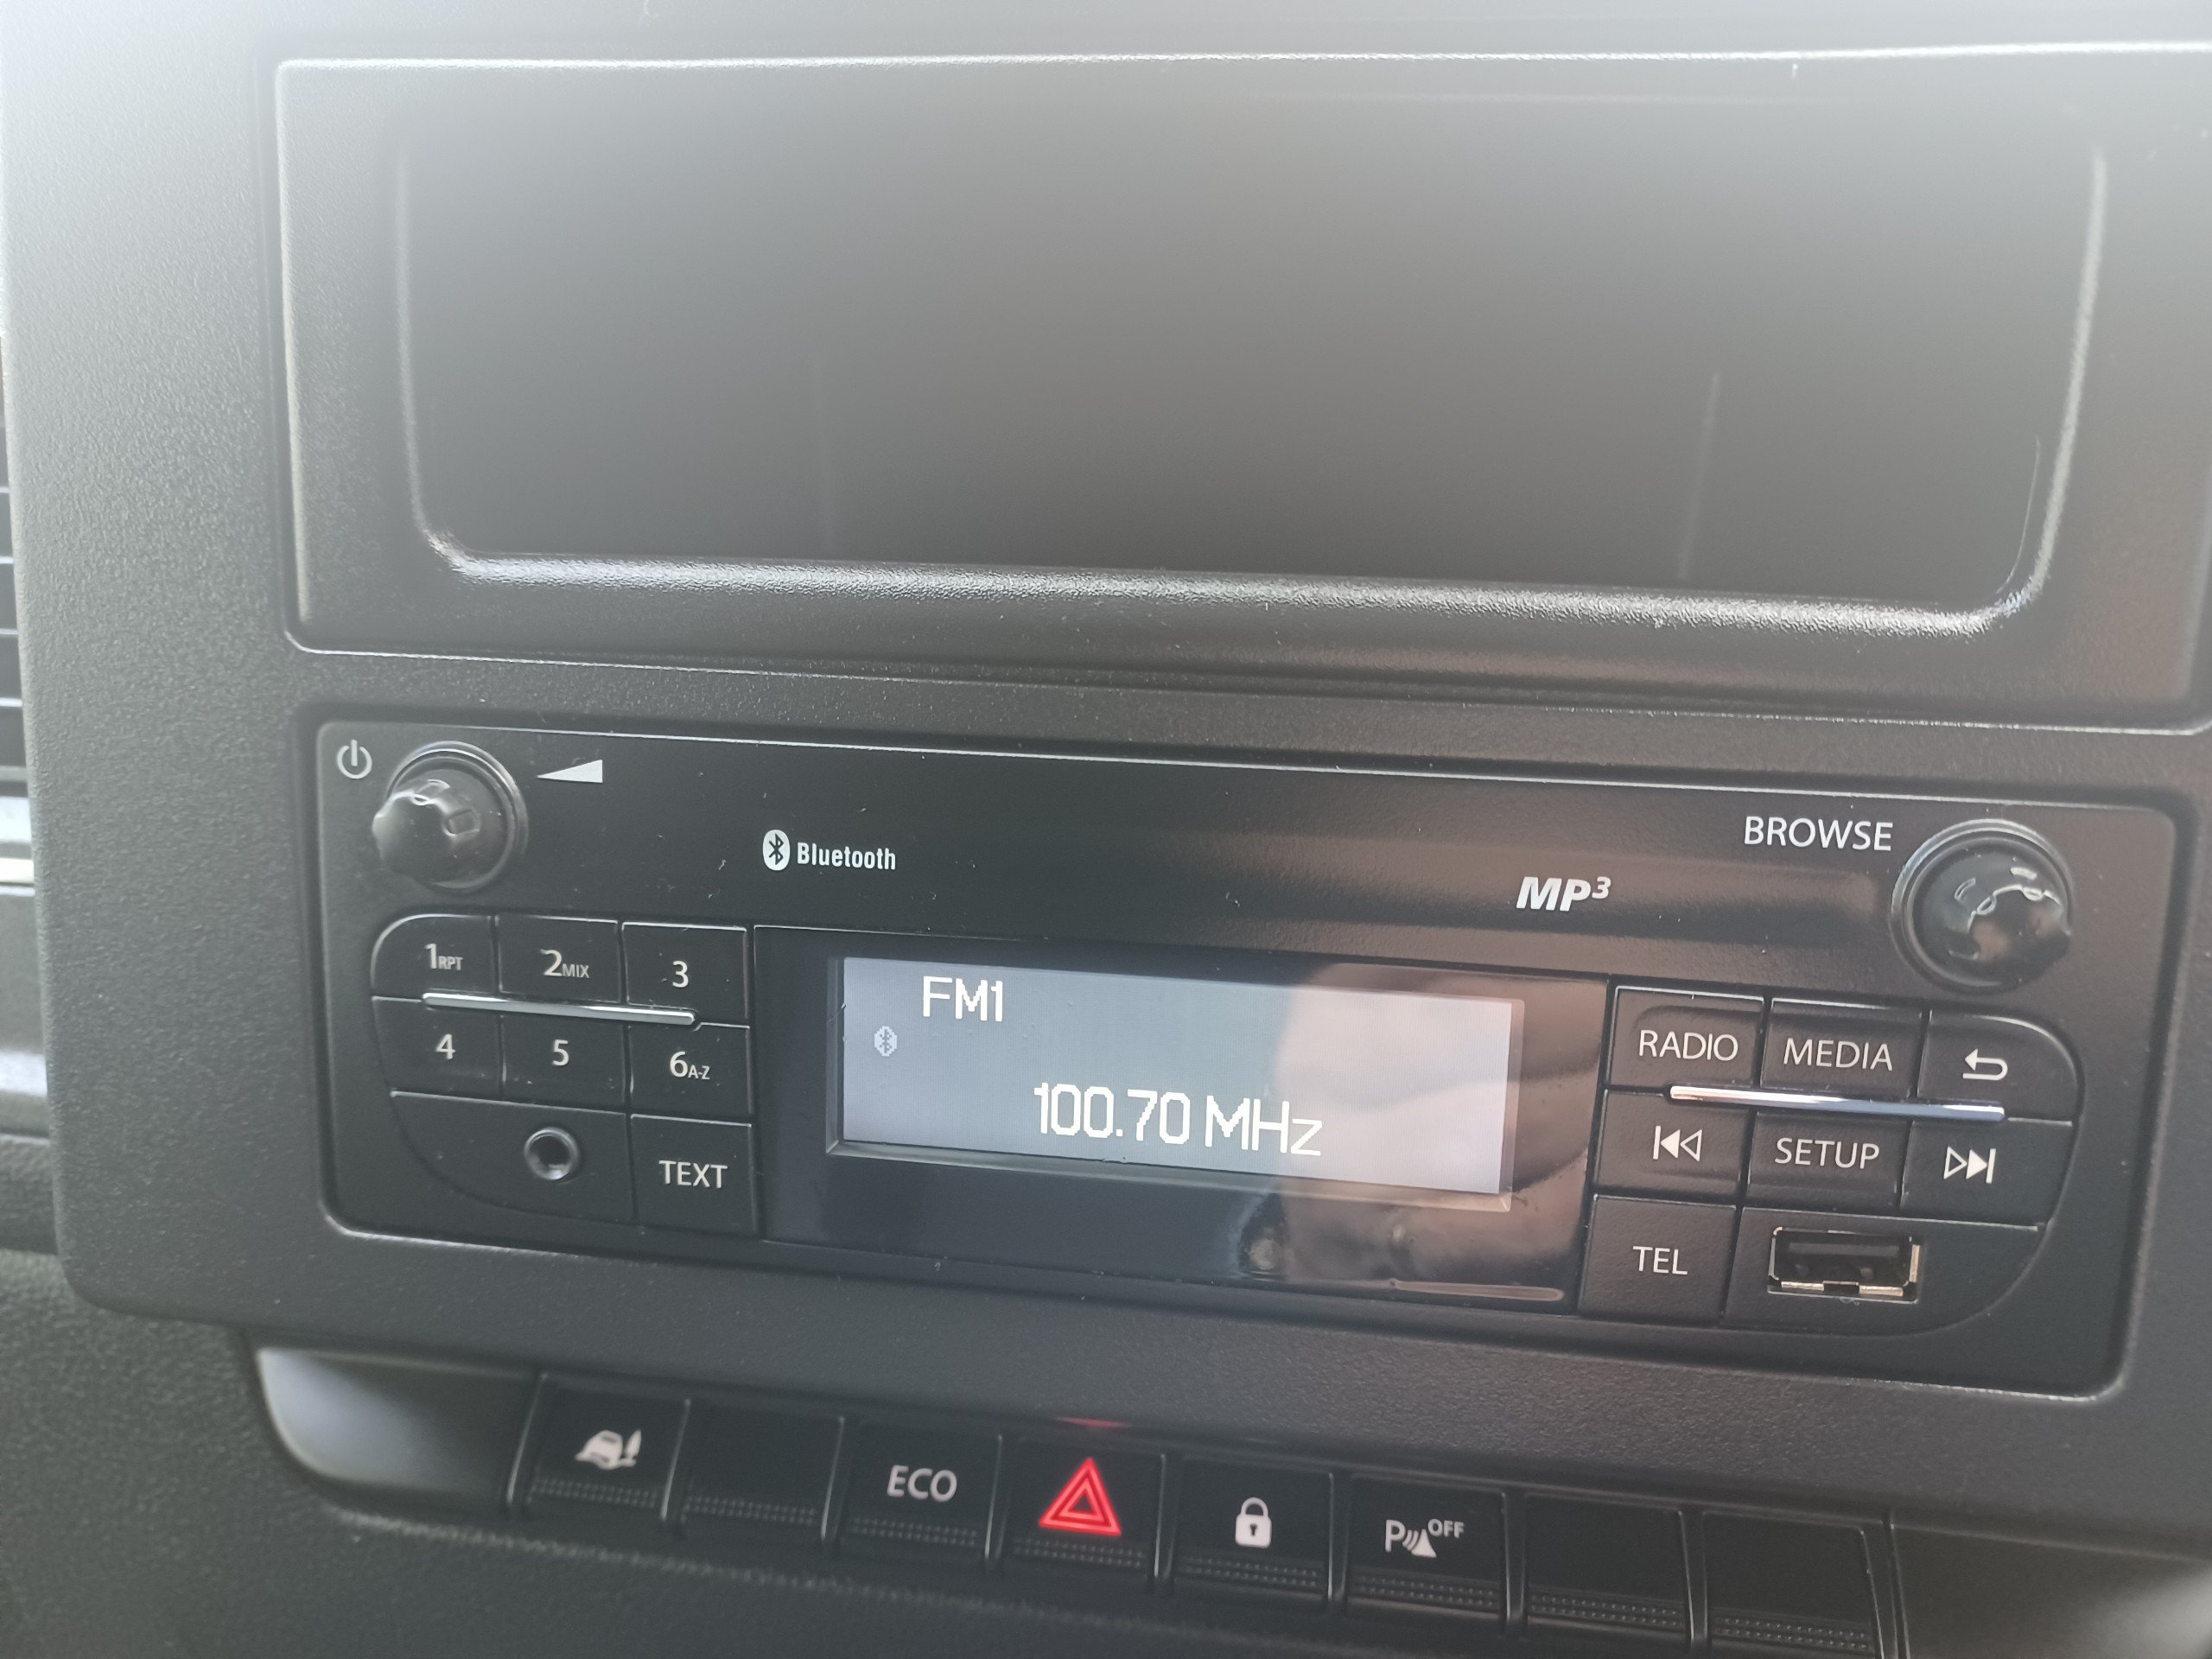 BROWSE
Bluetooth
MP3
1RPT 2MIX 3
FM1
RADIO MEDIA
4 5 6A-Z
100.70 MHz
SETUP
TEXT
TEL
ECO
P OFF